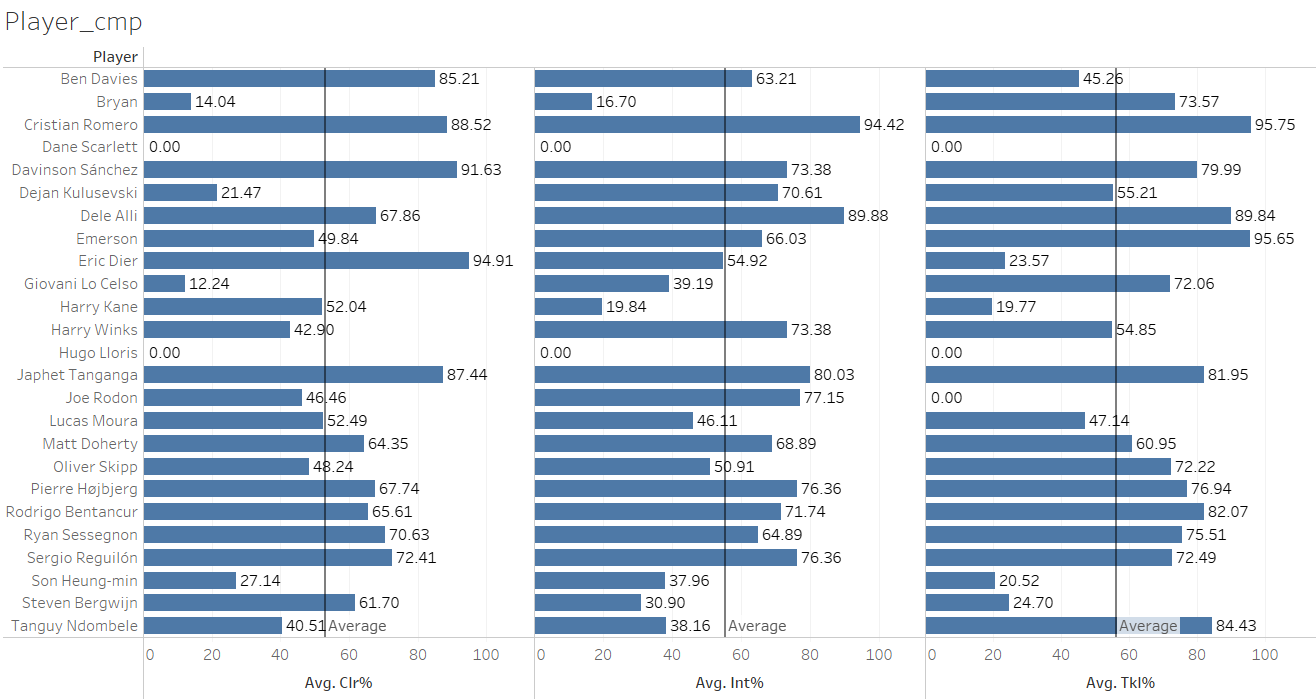 Player_cmp
Player
Ben Davies 85.21 63.21 45.26
Bryan 14.04 16.70 73.57
Cristian Romero 88.52 94.42 95.75
Dane Scarlett 0.00 0.00 0.00
Davinson Sánchez 91.63 73.38 79.99
Dejan Kulusevski 21.47 70.61 55.21
Dele Alli 67.86 89.88 89.84
Emerson 49.84 66.03 95.65
Eric Dier 94.91 54.92 23.57
Giovani Lo Celso 12.24 39.19 72.06
Harry Kane 52.04 19.84 19.77
Harry Winks 42.90 73.38 54.85
Hugo Lloris 0.00 0.00 0.00
Japhet Tanganga 87.44 80.03 81.95
Joe Rodon 46.46 77.15 0.00
Lucas Moura 52.49 46.11 47.14
Matt Doherty 64.35 68.89 60.95
Oliver Skipp 48.24 50.91 72.22
Pierre Højbjerg 67.74 76.36 76.94
Rodrigo Bentancur 65.61 71.74 82.07
Ryan Sessegnon 70.63 64.89 75.51
Sergio Reguilón 72.41 76.36 72.49
Son Heung-min 27.14 37.96 20.52
Steven Bergwijn 61.70 30.90 24.70
Tanguy Ndombele 40.51 Average 38.16 Average Average 84.43
0 20 40 60 80 100 0 20 40 60 80 100 0 20 40 60 80 100
Avg. Clr% Avg. Int% Avg. Tkl%